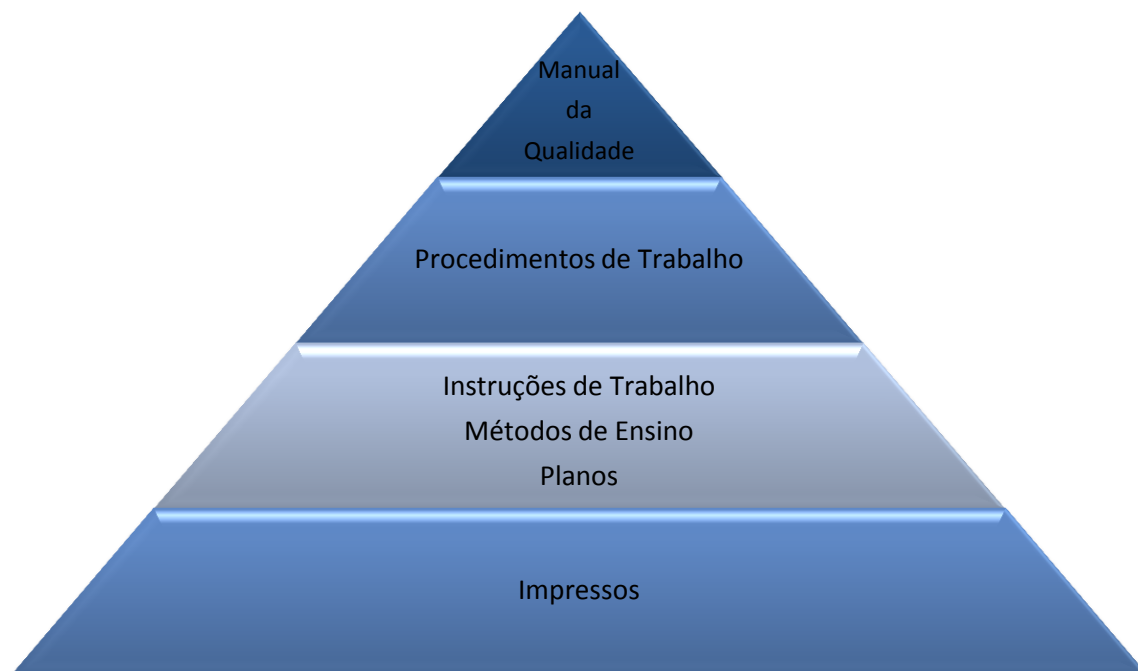 Manual
da
Qualidade
Procedimentos de Trabalho
Instruções de Trabalho
Métodos de Ensino
Planos
Impressos